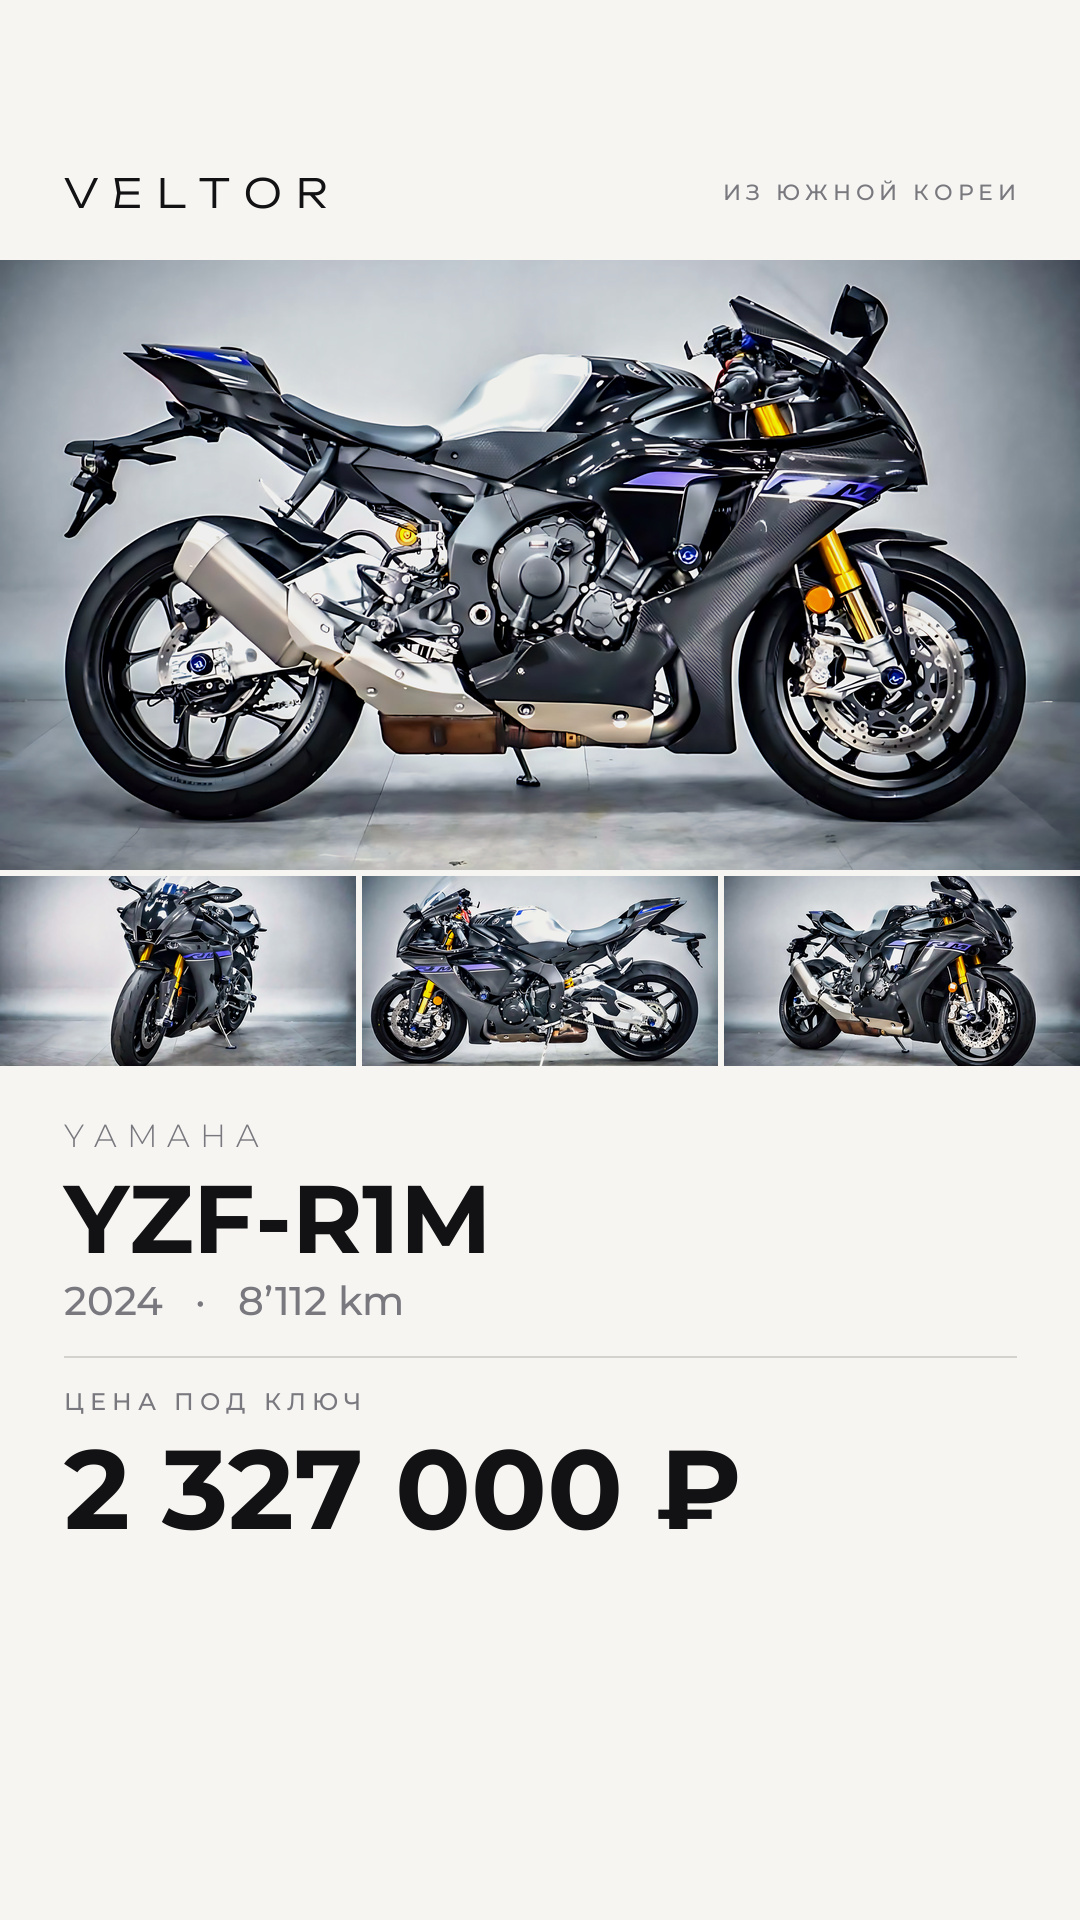 VELTOR
ИЗ ЮЖНОЙ КОРЕИ
YAMAHA
YZF-R1M
2024 · 8’112 km
ЦЕНА ПОД КЛЮЧ
2 327 000 ₽